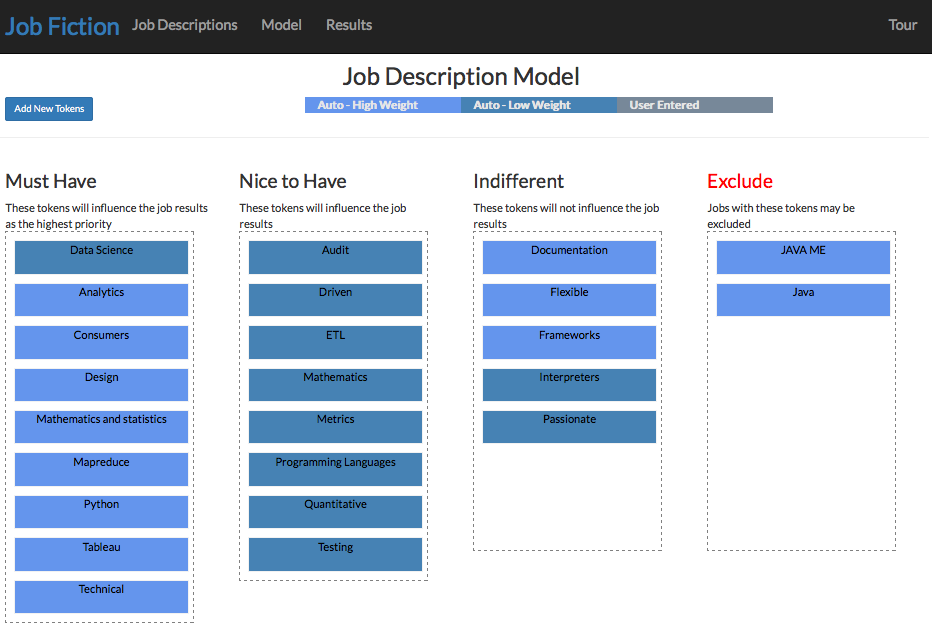 Job Fiction Job Descriptions Model Results Tour
Job Description Model
Add New Tokens
Auto - High Weight Auto - Low Weight User Entered
Must Have
These tokens will influence the job results
as the highest priority
Data Science
Analytics
Consumers
Design
Mathematics and statistics
Mapreduce
Python
Tableau
Technical
Nice to Have
These tokens will influence the job
results
Audit
Driven
ETL
Mathematics
Metrics
Programming Languages
Quantitative
Testing
Indifferent
These tokens will not influence the job
results
Documentation
Flexible
Frameworks
Interpreters
Passionate
Exclude
Jobs with these tokens may be
excluded
JAVA ME
Java